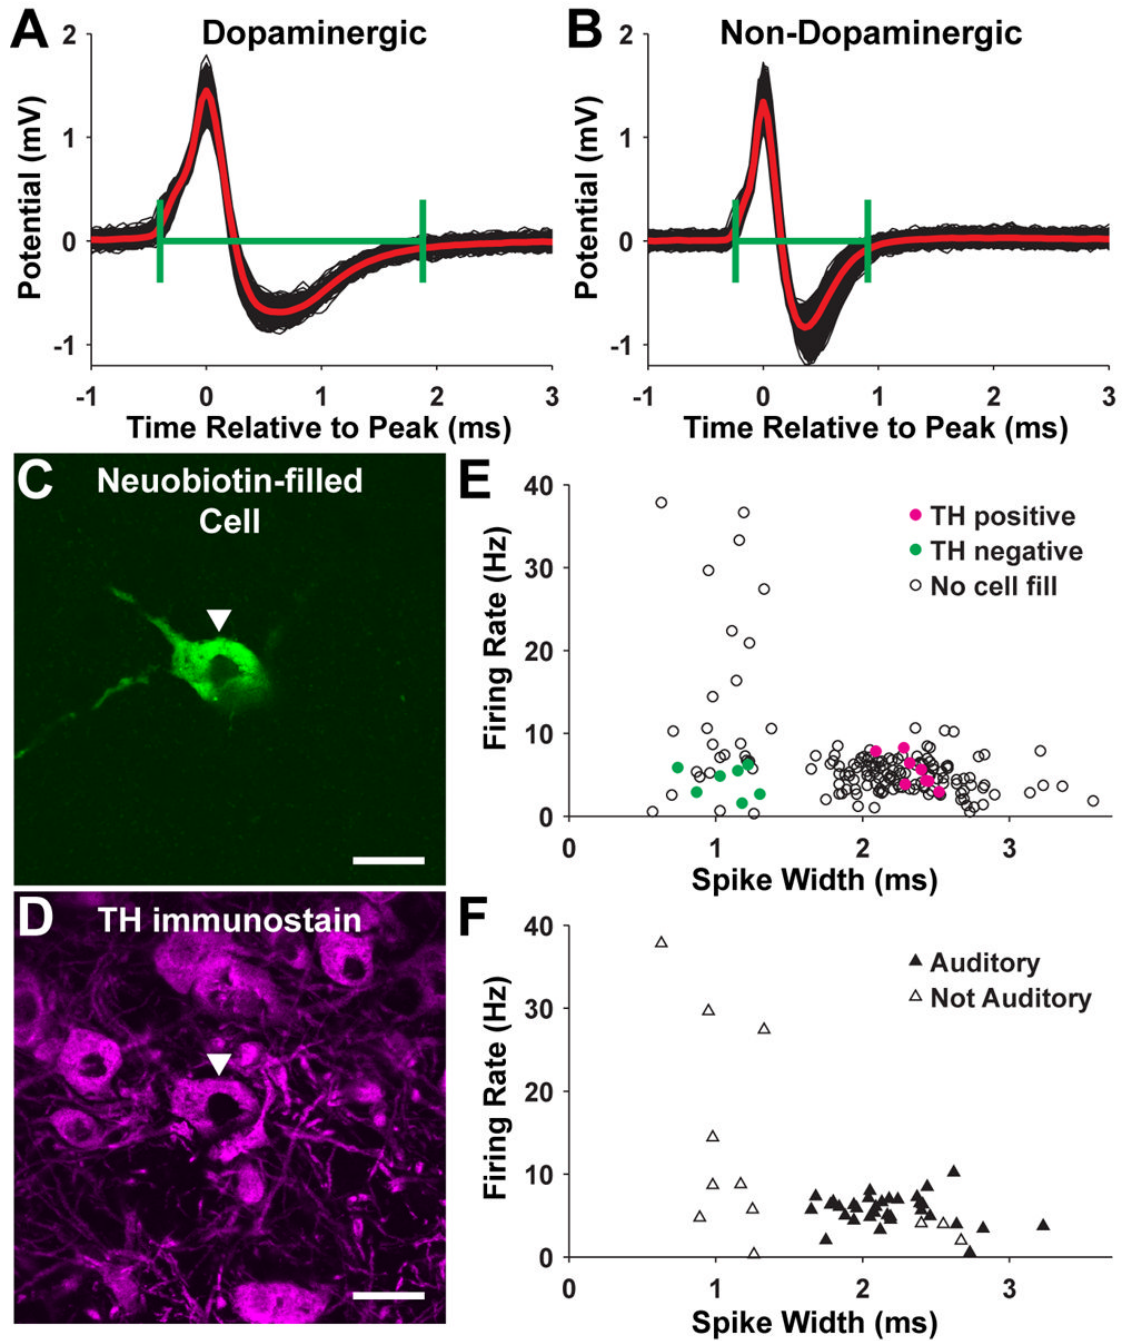 A
Dopaminergic
2
1
0
-1
Potential (mV)
-1 0 1 2 3
Time Relative to Peak (ms)
B
Non-Dopaminergic
2
1
0
-1
Potential (mV)
-1 0 1 2 3
Time Relative to Peak (ms)
C
Neuobiotin-filled
Cell
D
TH immunostain
E
40
30
20
10
0
Firing Rate (Hz)
TH positive
TH negative
No cell fill
0 1 2 3
Spike Width (ms)
F
40
30
20
10
0
Firing Rate (Hz)
Auditory
Not Auditory
0 1 2 3
Spike Width (ms)